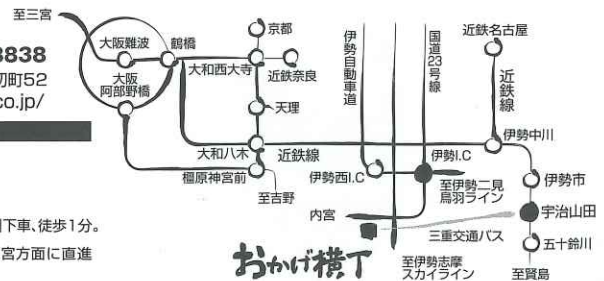 至三宮
大阪難波
鶴橋
大阪
阿部野橋
京都
大和西大寺
近鉄奈良
天理
大和八木
近鉄線
橿原神宮前
至吉野
伊勢自動車道
国道23号線
近鉄名古屋
近鉄線
伊勢中川
伊勢西I.C
伊勢I.C
至伊勢二見
鳥羽ライン
伊勢市
宇治山田
五十鈴川
至賢島
内宮
三重交通バス
おかげ横丁
至伊勢志摩
スカイライン
3838
切町52
co.jp/
下車、徒歩1分。
宮方面に直進